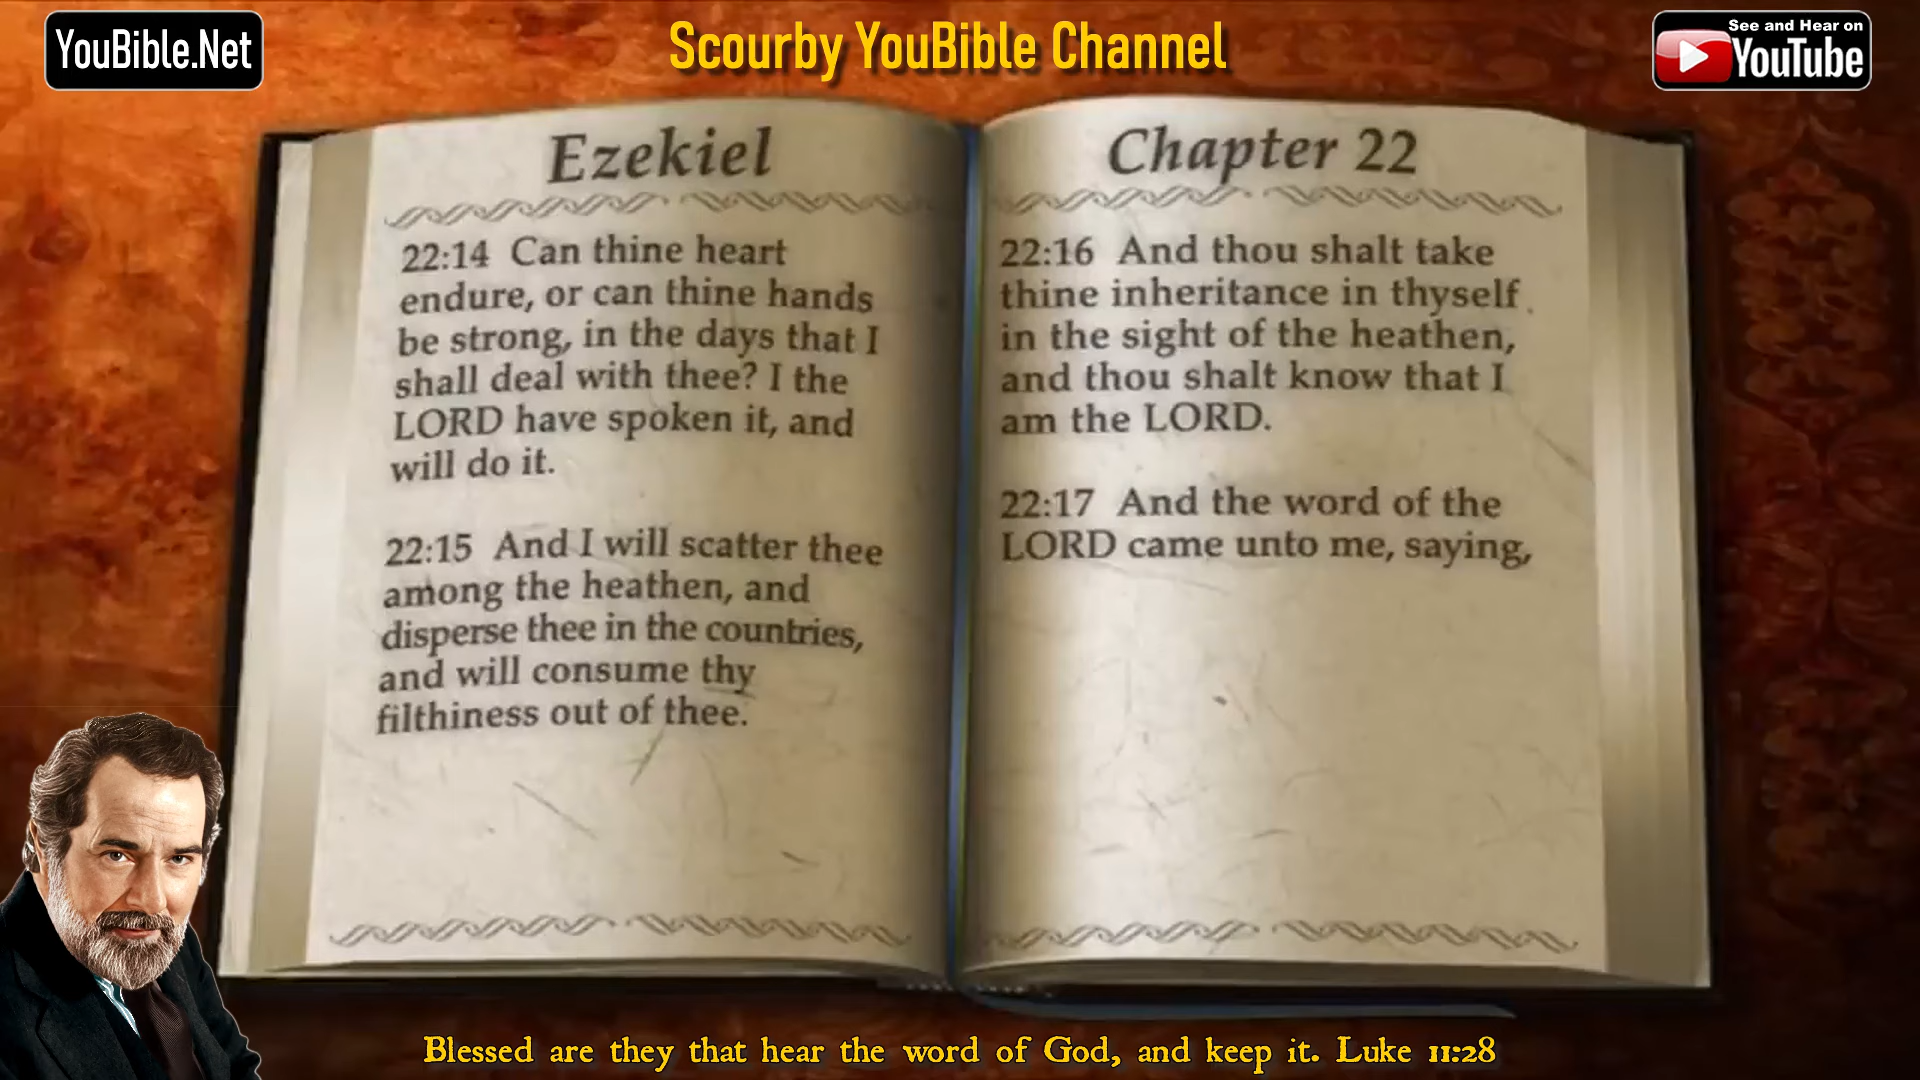 YouBible.Net
Scourby YouBible Channel
See and Hear on
YouTube
Ezekiel
22:14 Can thine heart
endure, or can thine hands
be strong, in the days that I
shall deal with thee? I the
LORD have spoken it, and
will do it.
22:15 And I will scatter thee
among the heathen, and
disperse thee in the countries,
and will consume thy
filthiness out of thee.
Chapter 22
22:16 And thou shalt take
thine inheritance in thyself
in the sight of the heathen,
and thou shalt know that I
am the LORD.
22:17 And the word of the
LORD came unto me, saying,
Blessed are they that hear the word of God, and keep it. Luke 11:28